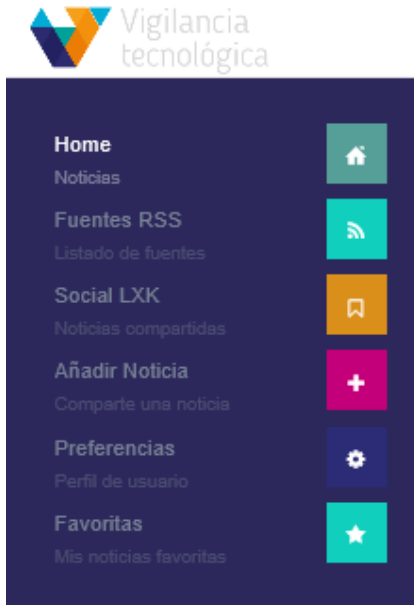 Vigilancia
tecnológica
Home
Noticias
Fuentes RSS
Listado de fuentes
Social LXK
Noticias compartidas
Añadir Noticia
Comparte una noticia
Preferencias
Perfil de usuario
Favoritas
Mis noticias favoritas